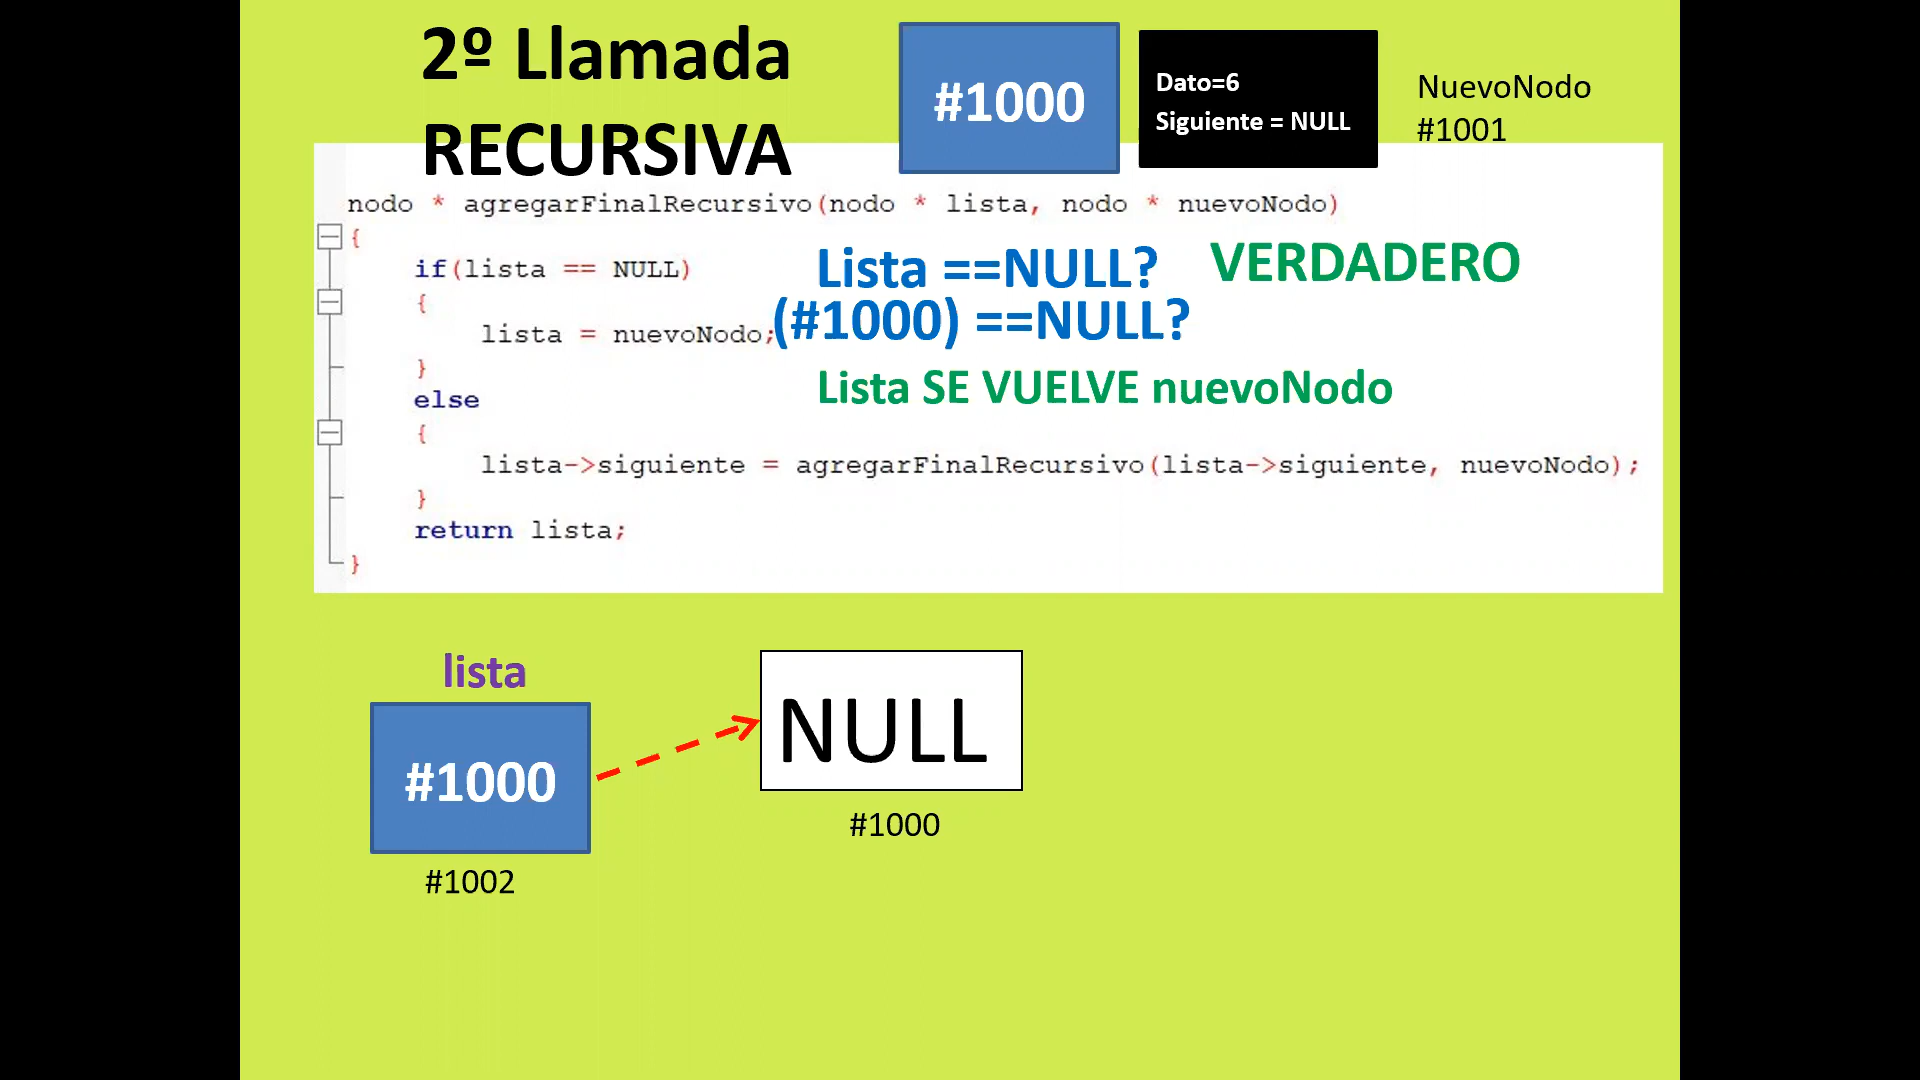 2º Llamada
RECURSIVA
#1000
Dato=6
Siguiente = NULL
NuevoNodo
#1001
nodo * agregarFinalRecursivo(nodo * lista, nodo * nuevoNodo)
{
if(lista == NULL)
{
lista = nuevoNodo;
}
else
{
lista->siguiente = agregarFinalRecursivo(lista->siguiente, nuevoNodo);
}
return lista;
}
Lista ==NULL?
VERDADERO
(#1000) ==NULL?
Lista SE VUELVE nuevoNodo
lista
#1000
#1002
NULL
#1000